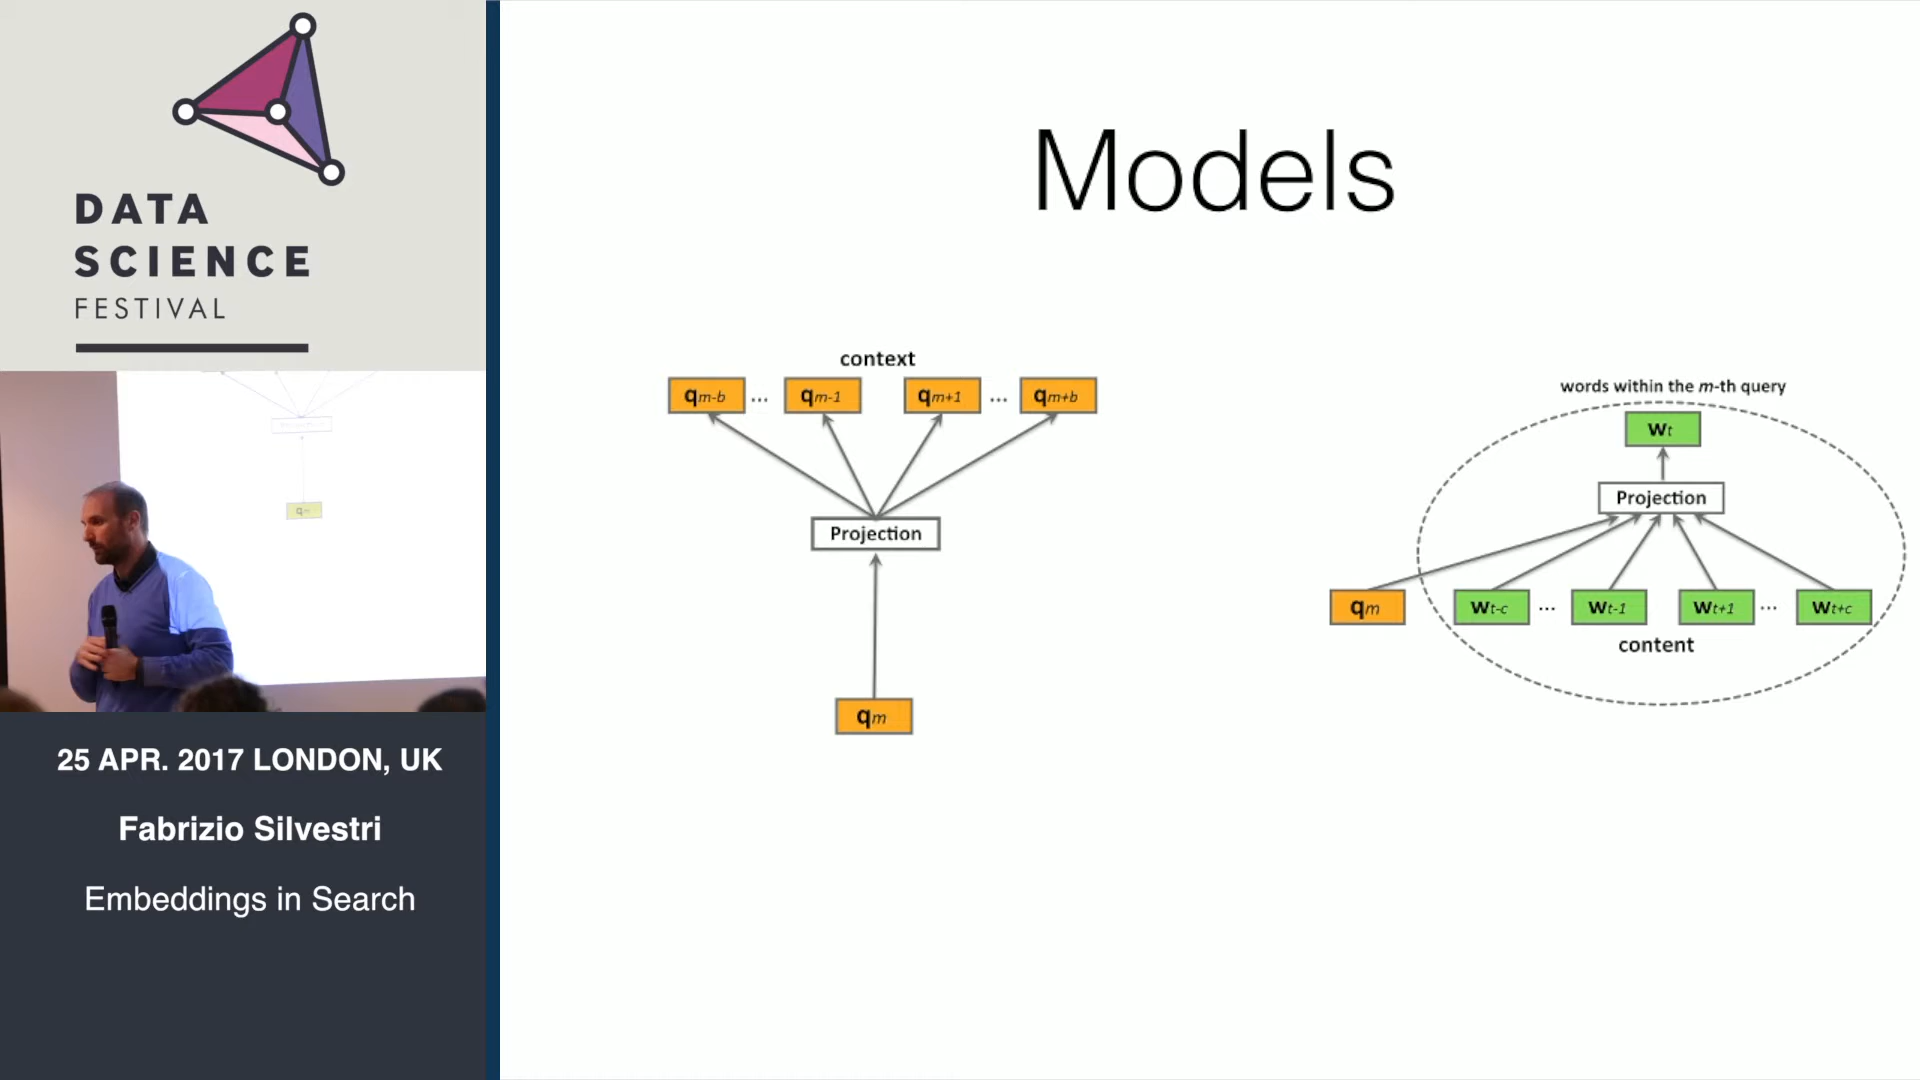 DATA
SCIENCE
FESTIVAL
25 APR. 2017 LONDON, UK
Fabrizio Silvestri
Embeddings in Search
Models
context
qm-b ... qm-1 qm+1 ... qm+b
Projection
qm
words within the m-th query
wt
Projection
qm wt-c ... wt-1 wt+1 ... wt+c
content